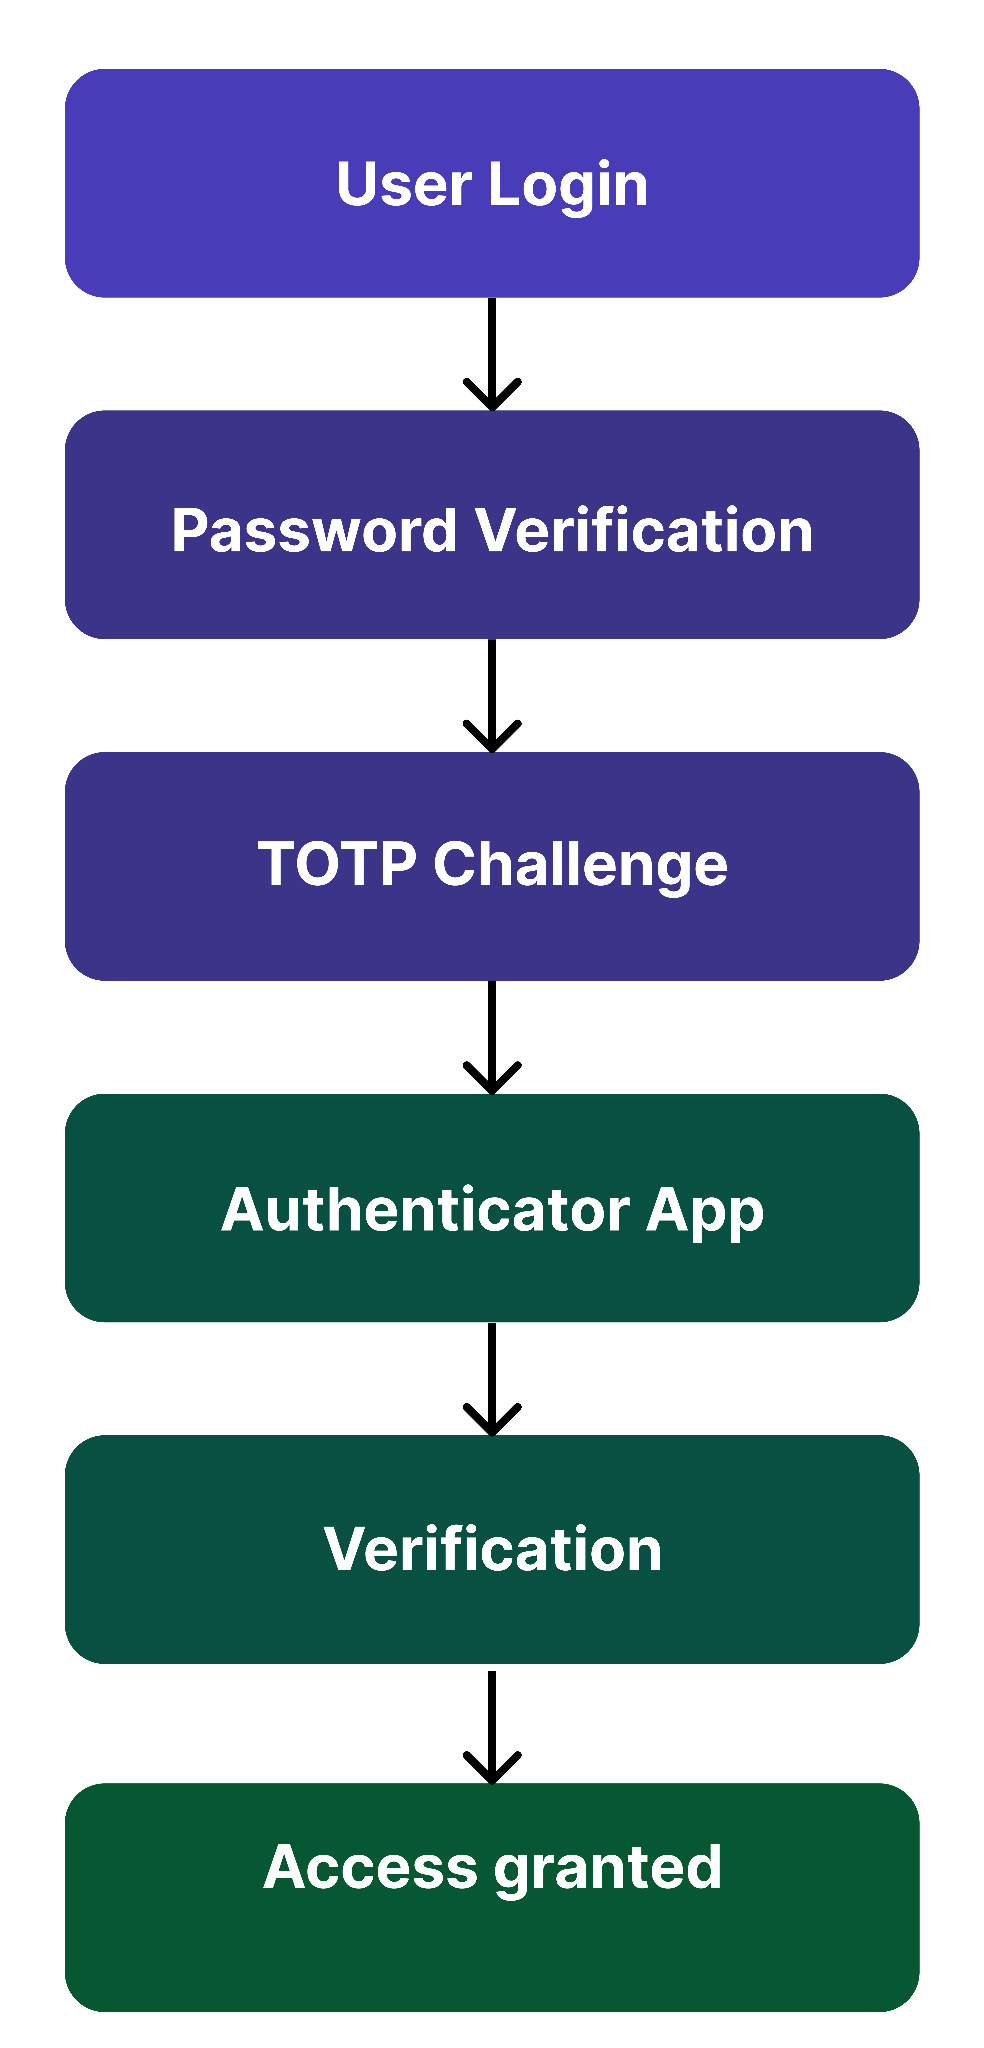 User Login
Password Verification
TOTP Challenge
Authenticator App
Verification
Access granted